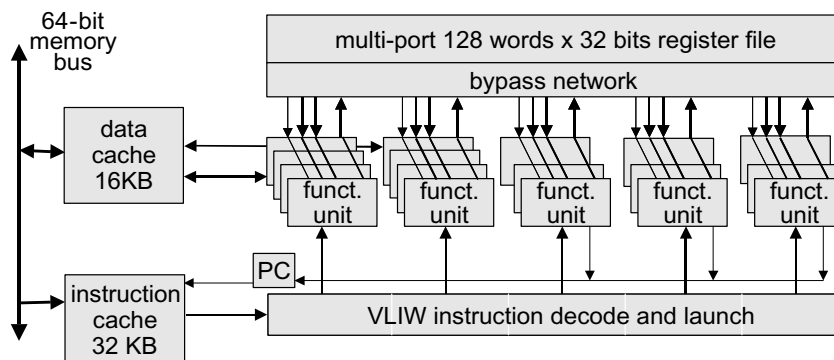 64-bit
memory
bus
multi-port 128 words x 32 bits register file
bypass network
data
cache
16KB
funct.
unit
funct.
unit
funct.
unit
funct.
unit
funct.
unit
PC
instruction
cache
32 KB
VLIW instruction decode and launch